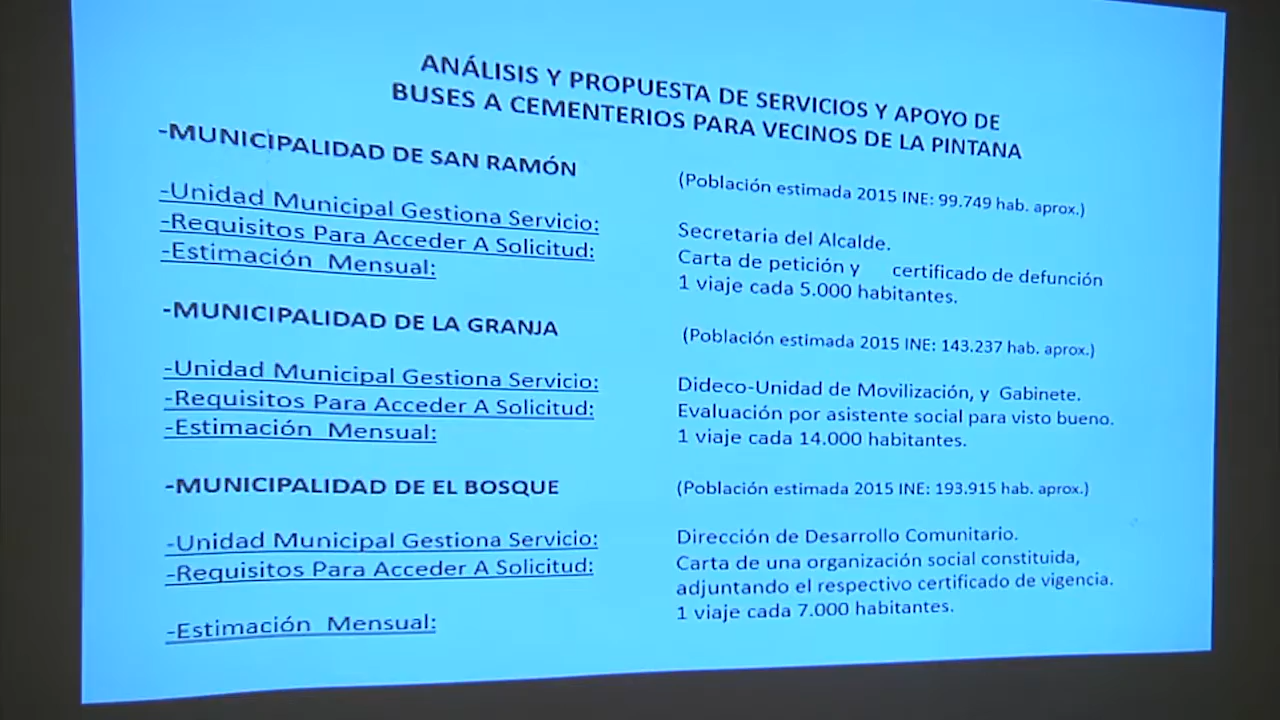 ANÁLISIS Y PROPUESTA DE SERVICIOS Y APOYO DE
BUSES A CEMENTERIOS PARA VECINOS DE LA PINTANA
-MUNICIPALIDAD DE SAN RAMÓN (Población estimada 2015 INE: 99.749 hab. aprox.)
-Unidad Municipal Gestiona Servicio: Secretaria del Alcalde.
-Requisitos Para Acceder A Solicitud: Carta de petición y certificado de defunción
-Estimación Mensual: 1 viaje cada 5.000 habitantes.
-MUNICIPALIDAD DE LA GRANJA (Población estimada 2015 INE: 143.237 hab. aprox.)
-Unidad Municipal Gestiona Servicio: Dideco-Unidad de Movilización, y Gabinete.
-Requisitos Para Acceder A Solicitud: Evaluación por asistente social para visto bueno.
-Estimación Mensual: 1 viaje cada 14.000 habitantes.
-MUNICIPALIDAD DE EL BOSQUE (Población estimada 2015 INE: 193.915 hab. aprox.)
-Unidad Municipal Gestiona Servicio: Dirección de Desarrollo Comunitario.
-Requisitos Para Acceder A Solicitud: Carta de una organización social constituida,
adjuntando el respectivo certificado de vigencia.
-Estimación Mensual: 1 viaje cada 7.000 habitantes.